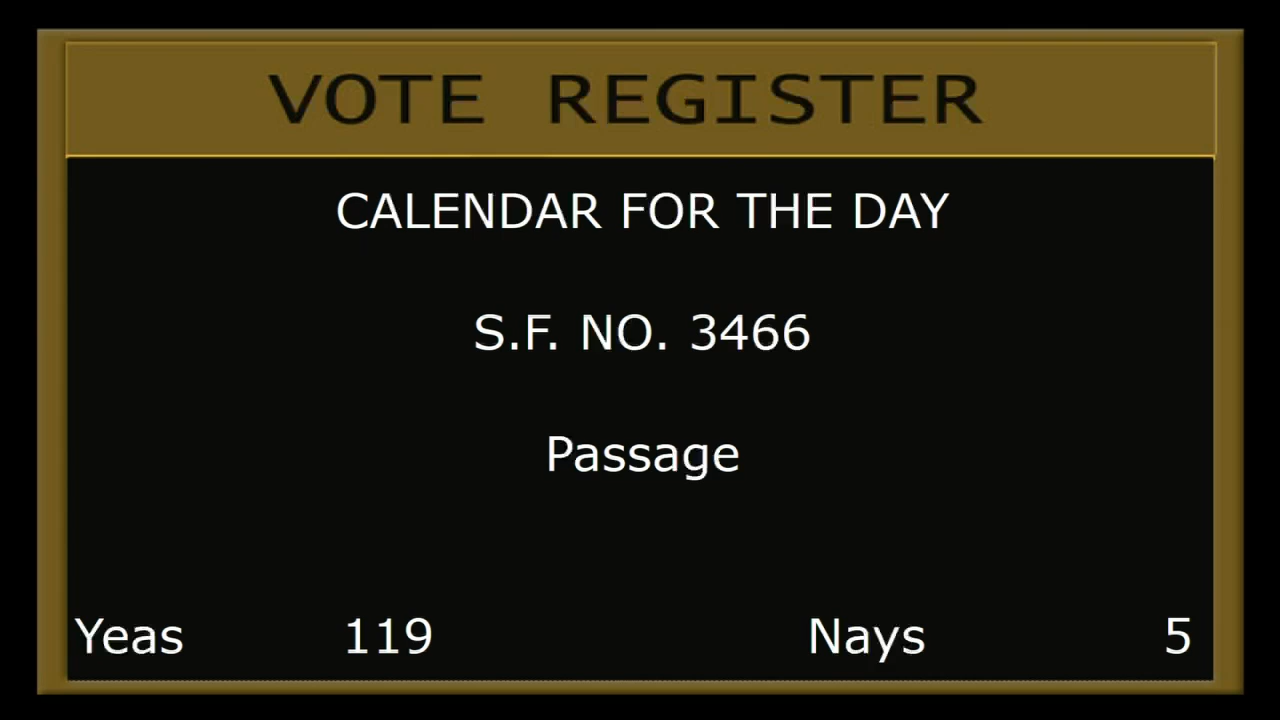 VOTE REGISTER
CALENDAR FOR THE DAY
S.F. NO. 3466
Passage
Yeas 119 Nays 5